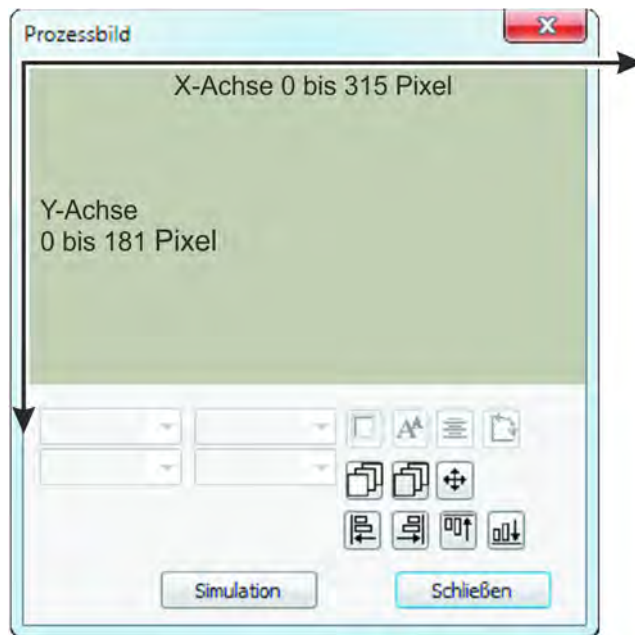 Prozessbild
X-Achse 0 bis 315 Pixel
Y-Achse
0 bis 181 Pixel
Simulation
Schließen